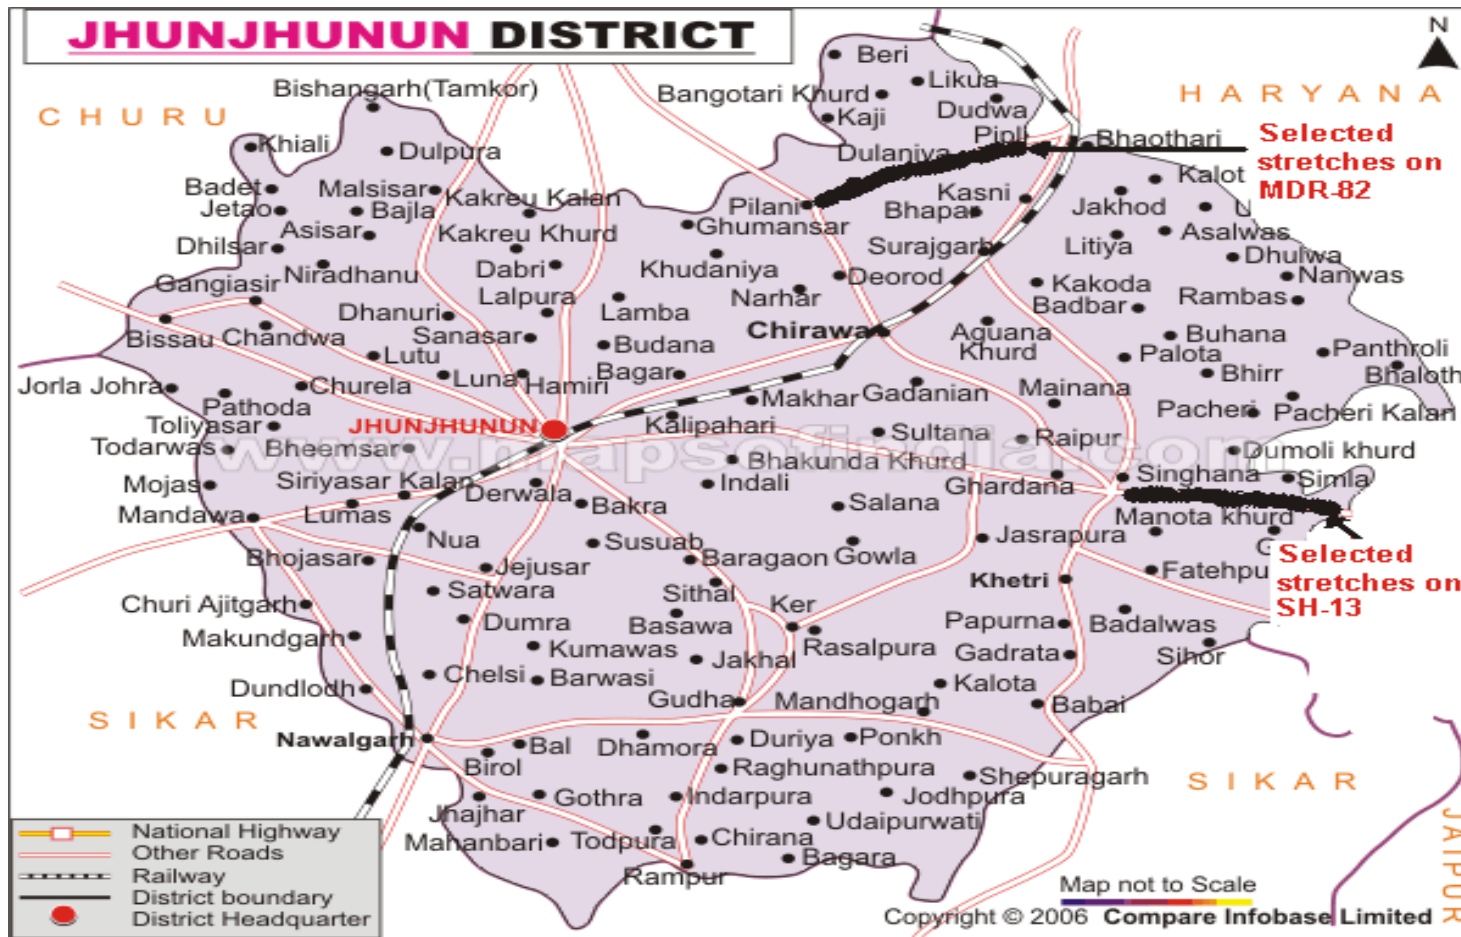 JHUNJHUNUN DISTRICT
N
CHURU
HARYANA
Beri
Likua
Bangotari Khurd
Dudwa
Kaji
Pipli
Bhaothari
Selected
stretches on
MDR-82
Bishangarh(Tamkor)
Khiali
Dulpura
Dulaniya
Kalot
Badet
Malsisar
Kakreu Kalan
Kasni
Jakhod
U
Jetao
Bajla
Pilani
Bhapar
Asisar
Ghumansar
Dhilsar
Kakreu Khurd
Surajgarh
Litiya
Asalwas
Niradhanu
Dabri
Khudaniya
Deorod
Dhulwa
Gangiasir
Lalpura
Narhar
Kakoda
Nanwas
Dhanuri
Lamba
Badbar
Rambas
Bissau
Chandwa
Sanasar
Chirawa
Aguana
Khurd
Buhana
Lutu
Budana
Palota
Panthroli
Jorla Johra
Churela
Luna
Hamiri
Bagar
Gadanian
Mainana
Bhirr
Bhaloth
Pathoda
Makhar
Pacheri
Pacheri Kalan
Toliyasar
JHUNJHUNUN
Kalipahari
Sultana
Raipur
Todarwas
Bheemsar
www.mapsofindia.com
Bhakunda Khurd
Dumoli khurd
Mojas
Siriyasar Kalan
Derwala
Indali
Ghardana
Singhana
Simla
Mandawa
Lumas
Bakra
Salana
Manota khurd
Nua
Susuab
Baragaon
Gowla
Jasrapura
G
Selected
stretches on
SH-13
Bhojasar
Jejusar
Khetri
Fatehpu
Satwara
Sithal
Churi Ajitgarh
Dumra
Basawa
Ker
Papurna
Badalwas
Makundgarh
Kumawas
Jakhal
Rasalpura
Gadrata
Sihor
Dundlodh
Chelsi
Barwasi
Gudha
Mandhogarh
Kalota
Babai
SIKAR
Nawalgarh
Bal
Dhamora
Duriya
Ponkh
Birol
Raghunathpura
Shepuragarh
SIKAR
Jhajhar
Gothra
Indarpura
Jodhpura
Mahanbari
Todpura
Chirana
Udaipurwati
Bagara
Rampur
JAIPUR
National Highway
Other Roads
Railway
District boundary
District Headquarter
Map not to Scale
Copyright © 2006 Compare Infobase Limited